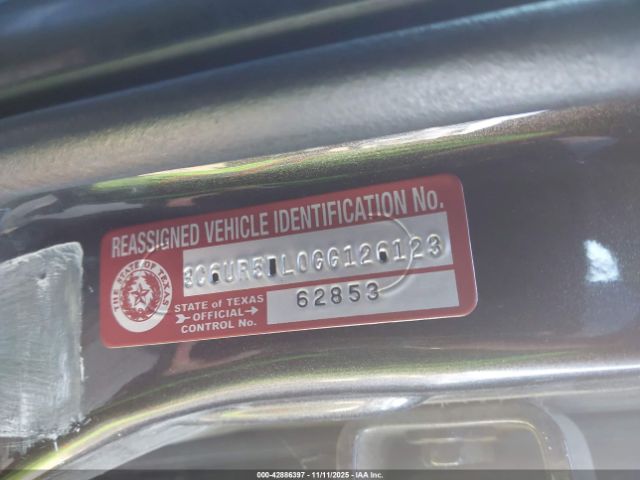 REASSIGNED VEHICLE IDENTIFICATION No.
3C6UR5DL0GG126123
THE STATE OF TEXAS
STATE of TEXAS
OFFICIAL
CONTROL No.
62853
000-42886397 - 11/11/2025 - IAA Inc.